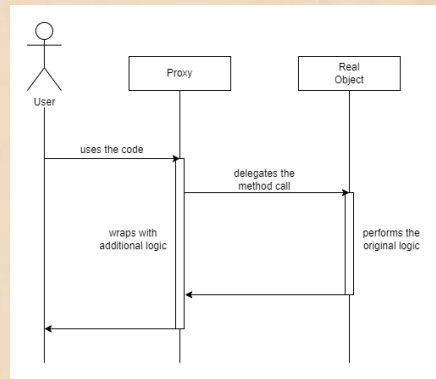 Proxy
Real
Object
User
uses the code
delegates the
method call
wraps with
additional logic
performs the
original logic